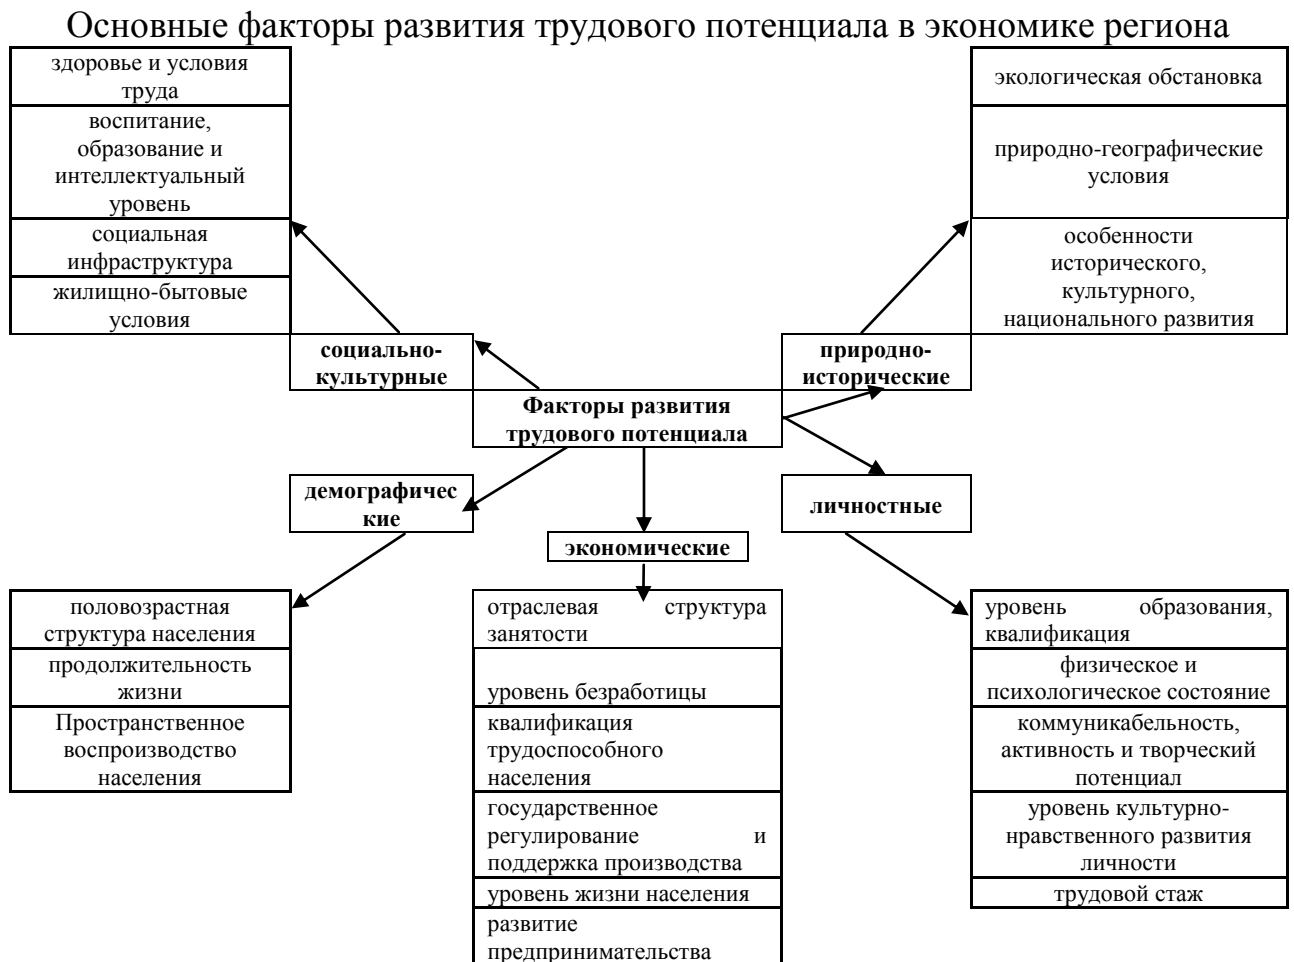 Основные факторы развития трудового потенциала в экономике региона
здоровье и условия
труда
воспитание,
образование и
интеллектуальный
уровень
социальная
инфраструктура
жилищно-бытовые
условия
экологическая обстановка
природно-географические
условия
особенности
исторического,
культурного,
национального развития
социально-
культурные
природно-
исторические
Факторы развития
трудового потенциала
демографичес
кие
личностные
экономические
половозрастная
структура населения
продолжительность
жизни
Пространственное
воспроизводство
населения
отраслевая структура
занятости
уровень безработицы
квалификация
трудоспособного
населения
государственное
регулирование и
поддержка производства
уровень жизни населения
развитие
предпринимательства
уровень образования,
квалификация
физическое и
психологическое состояние
коммуникабельность,
активность и творческий
потенциал
уровень культурно-
нравственного развития
личности
трудовой стаж